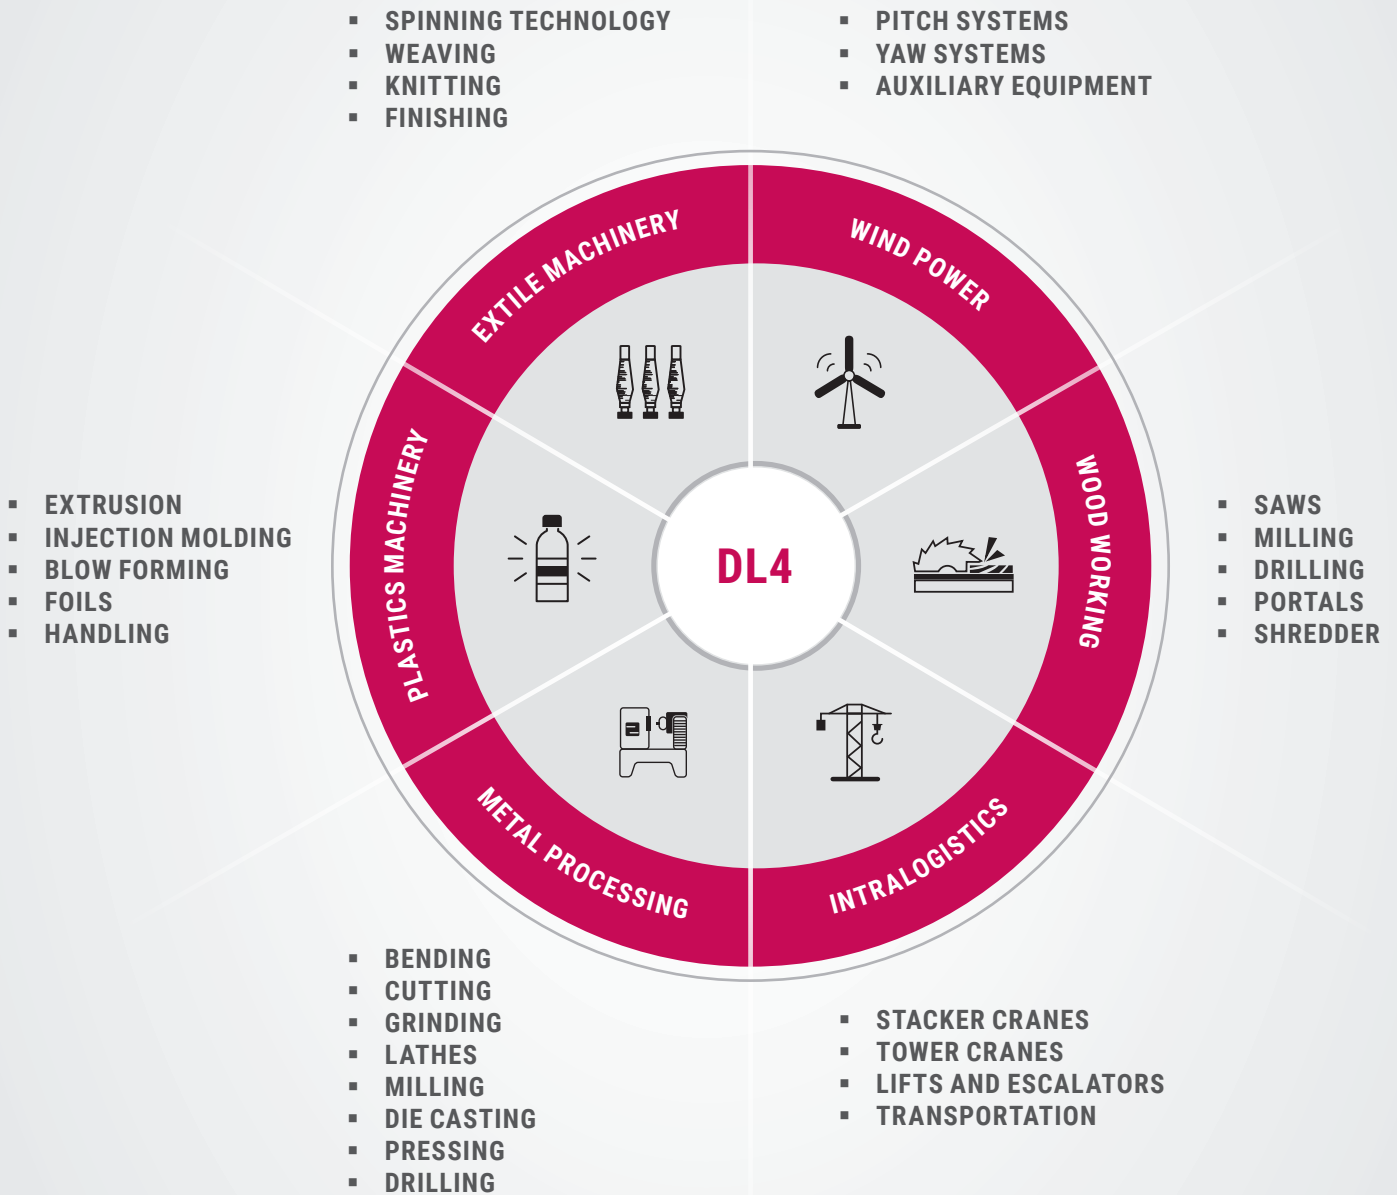 SPINNING TECHNOLOGY
WEAVING
KNITTING
FINISHING
PITCH SYSTEMS
YAW SYSTEMS
AUXILIARY EQUIPMENT
EXTILE MACHINERY
WIND POWER
PLASTICS MACHINERY
WOOD WORKING
DL4
METAL PROCESSING
INTRALOGISTICS
EXTRUSION
INJECTION MOLDING
BLOW FORMING
FOILS
HANDLING
SAWS
MILLING
DRILLING
PORTALS
SHREDDER
BENDING
CUTTING
GRINDING
LATHES
MILLING
DIE CASTING
PRESSING
DRILLING
STACKER CRANES
TOWER CRANES
LIFTS AND ESCALATORS
TRANSPORTATION